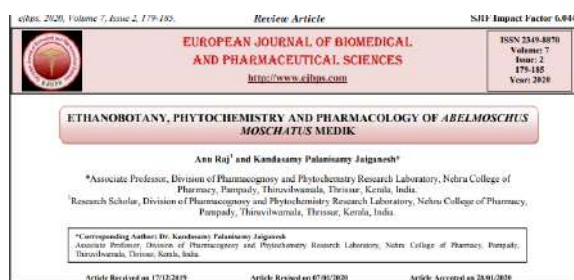 ejbps, 2020, Volume 7, Issue 2, 179-185.
Review Article
SJIF Impact Factor 6.044
EUROPEAN JOURNAL OF BIOMEDICAL
AND PHARMACEUTICAL SCIENCES
http://www.ejbps.com
ISSN 2349-8870
Volume: 7
Issue: 2
179-185
Year: 2020
ETHANOBOTANY, PHYTOCHEMISTRY AND PHARMACOLOGY OF ABELMOSCHUS
MOSCHATUS MEDIK
Anu Raj¹ and Kandasamy Palanisamy Jaiganesh*
*Associate Professor, Division of Pharmacognosy and Phytochemistry Research Laboratory, Nehru College of
Pharmacy, Pampady, Thiruvilwamala, Thrissur, Kerala, India.
¹Research Scholar, Division of Pharmacognosy and Phytochemistry Research Laboratory, Nehru College of Pharmacy,
Pampady, Thiruvilwamala, Thrissur, Kerala, India.
*Corresponding Author: Dr. Kandasamy Palanisamy Jaiganesh
Associate Professor, Division of Pharmacognosy and Phytochemistry Research Laboratory, Nehru College of Pharmacy, Pampady,
Thiruvilwamala, Thrissur, Kerala, India.
Article Received on 17/12/2019
Article Revised on 07/01/2020
Article Accepted on 28/01/2020